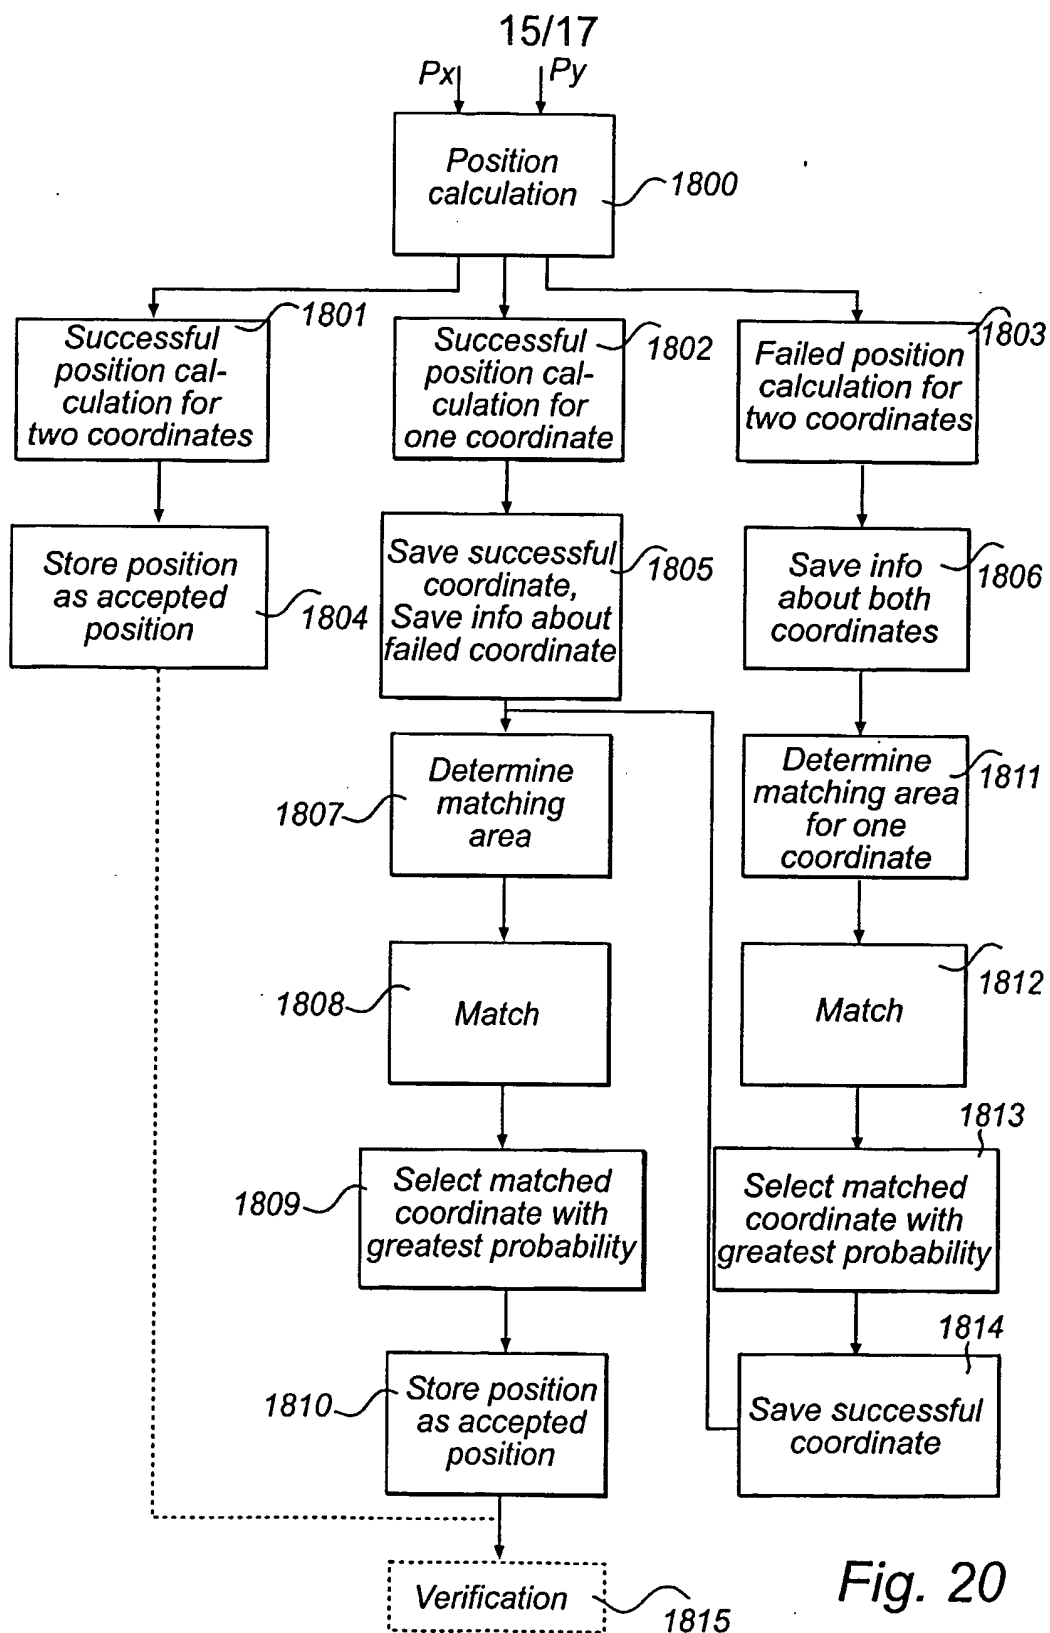 15/17
Px
Py
Position
calculation
1800
1801
Successful
position cal-
culation for
two coordinates
1802
Successful
position cal-
culation for
one coordinate
1803
Failed position
calculation for
two coordinates
Store position
as accepted
position
1804
Save successful
coordinate,
Save info about
failed coordinate
1805
Save info
about both
coordinates
1806
Determine
matching
area
1807
Determine
matching area
for one
coordinate
1811
Match
1808
Match
1812
1813
Select matched
coordinate with
greatest probability
1809
Select matched
coordinate with
greatest probability
1814
Store position
as accepted
position
1810
Save successful
coordinate
Verification
1815
Fig. 20